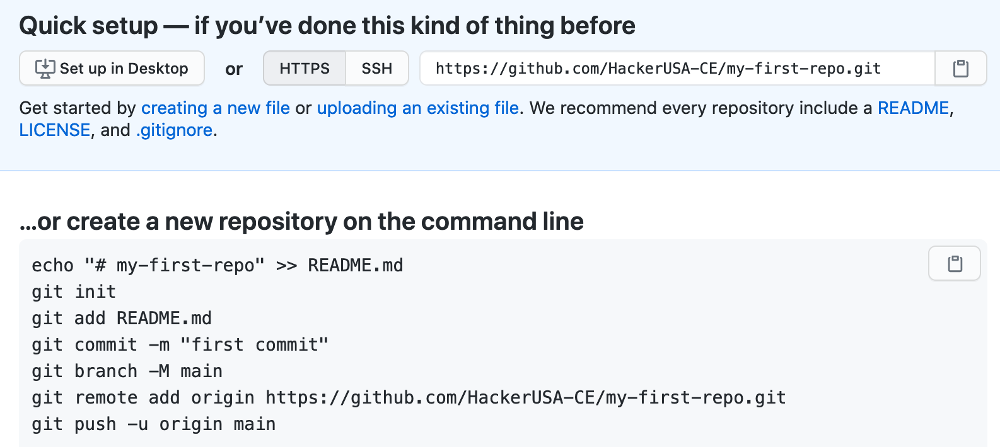 Quick setup — if you’ve done this kind of thing before
Set up in Desktop or HTTPS SSH https://github.com/HackerUSA-CE/my-first-repo.git
Get started by creating a new file or uploading an existing file. We recommend every repository include a README,
LICENSE, and .gitignore.
…or create a new repository on the command line
echo "# my-first-repo" >> README.md
git init
git add README.md
git commit -m "first commit"
git branch -M main
git remote add origin https://github.com/HackerUSA-CE/my-first-repo.git
git push -u origin main